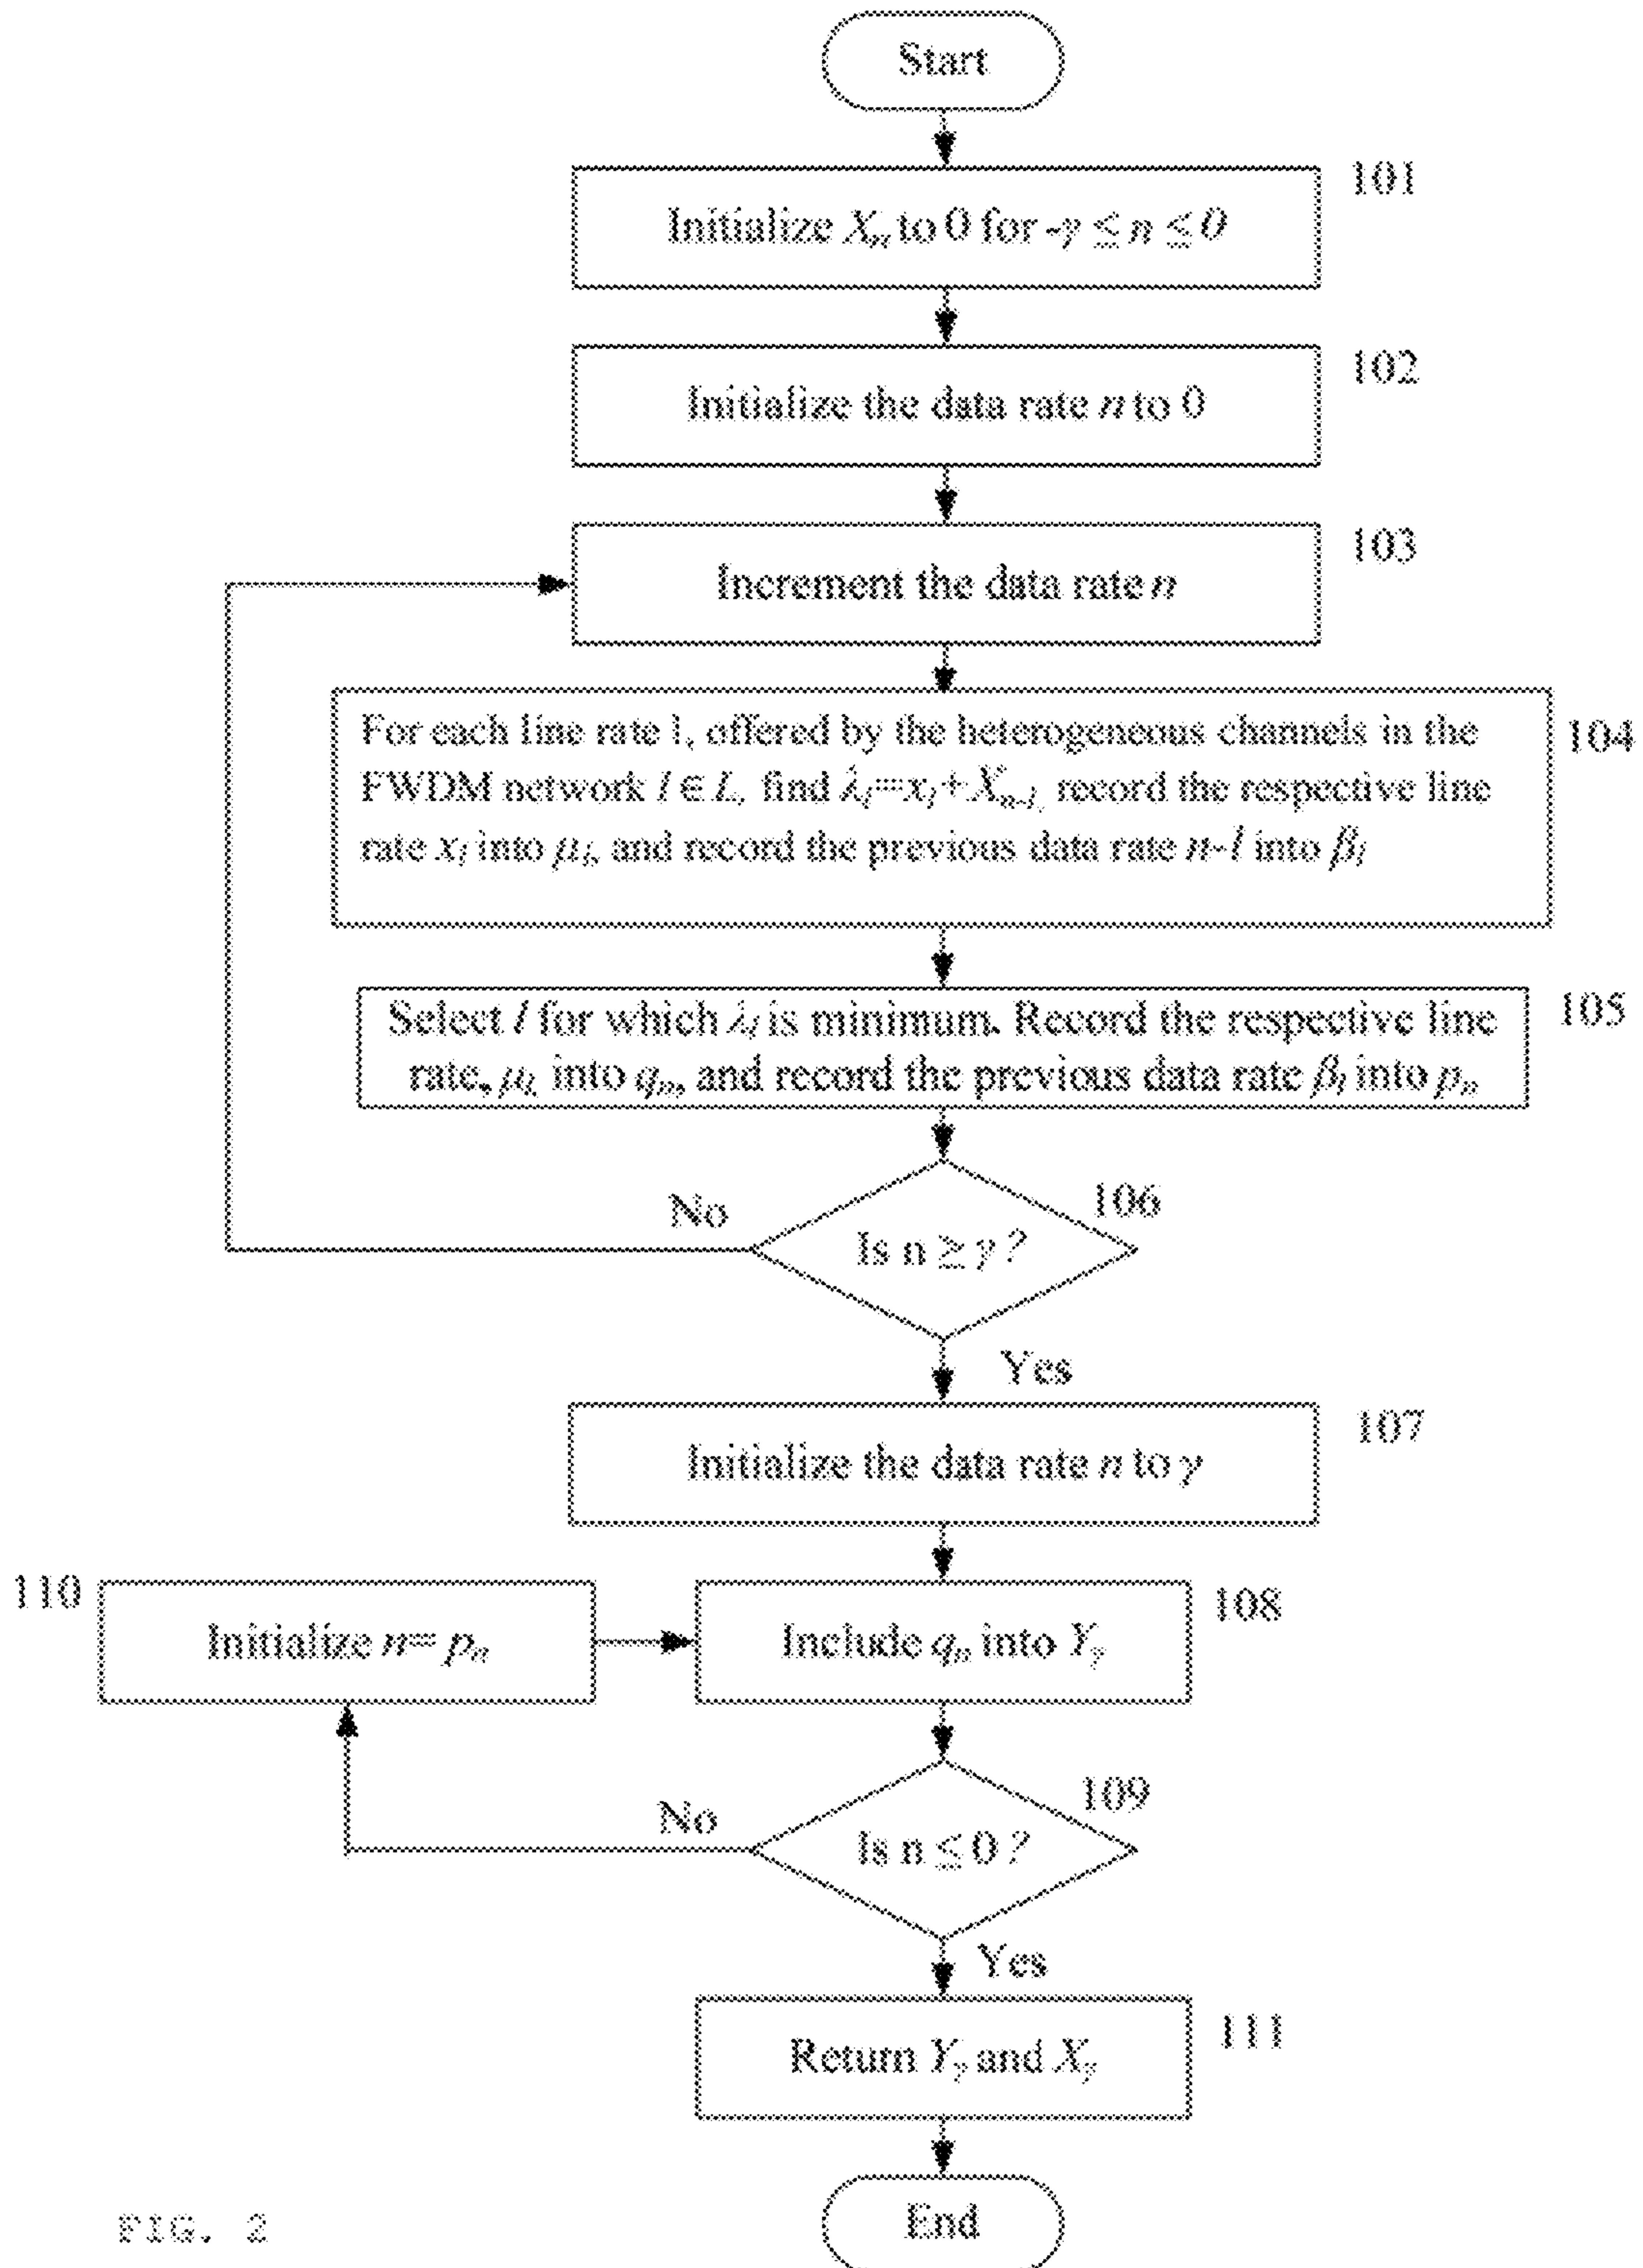 Start
101
Initialize Xₙ to 0 for -γ ≤ n ≤ 0
102
Initialize the data rate n to 0
103
Increment the data rate n
104
For each line rate l, offered by the heterogeneous channels in the
FWDM network l ∈ L, find λₗ=xₗ+Xₙ₋ₗ, record the respective line
rate xₗ into μₗ, and record the previous data rate n-l into βₗ
105
Select l for which λₗ is minimum. Record the respective line
rate, μₗ, into qₙ, and record the previous data rate βₗ into pₙ
106
No
Is n ≥ γ ?
Yes
107
Initialize the data rate n to γ
110
Initialize n= pₙ
108
Include qₙ into Yᵧ
109
No
Is n ≤ 0 ?
Yes
111
Return Yᵧ and Xᵧ
End
FIG. 2